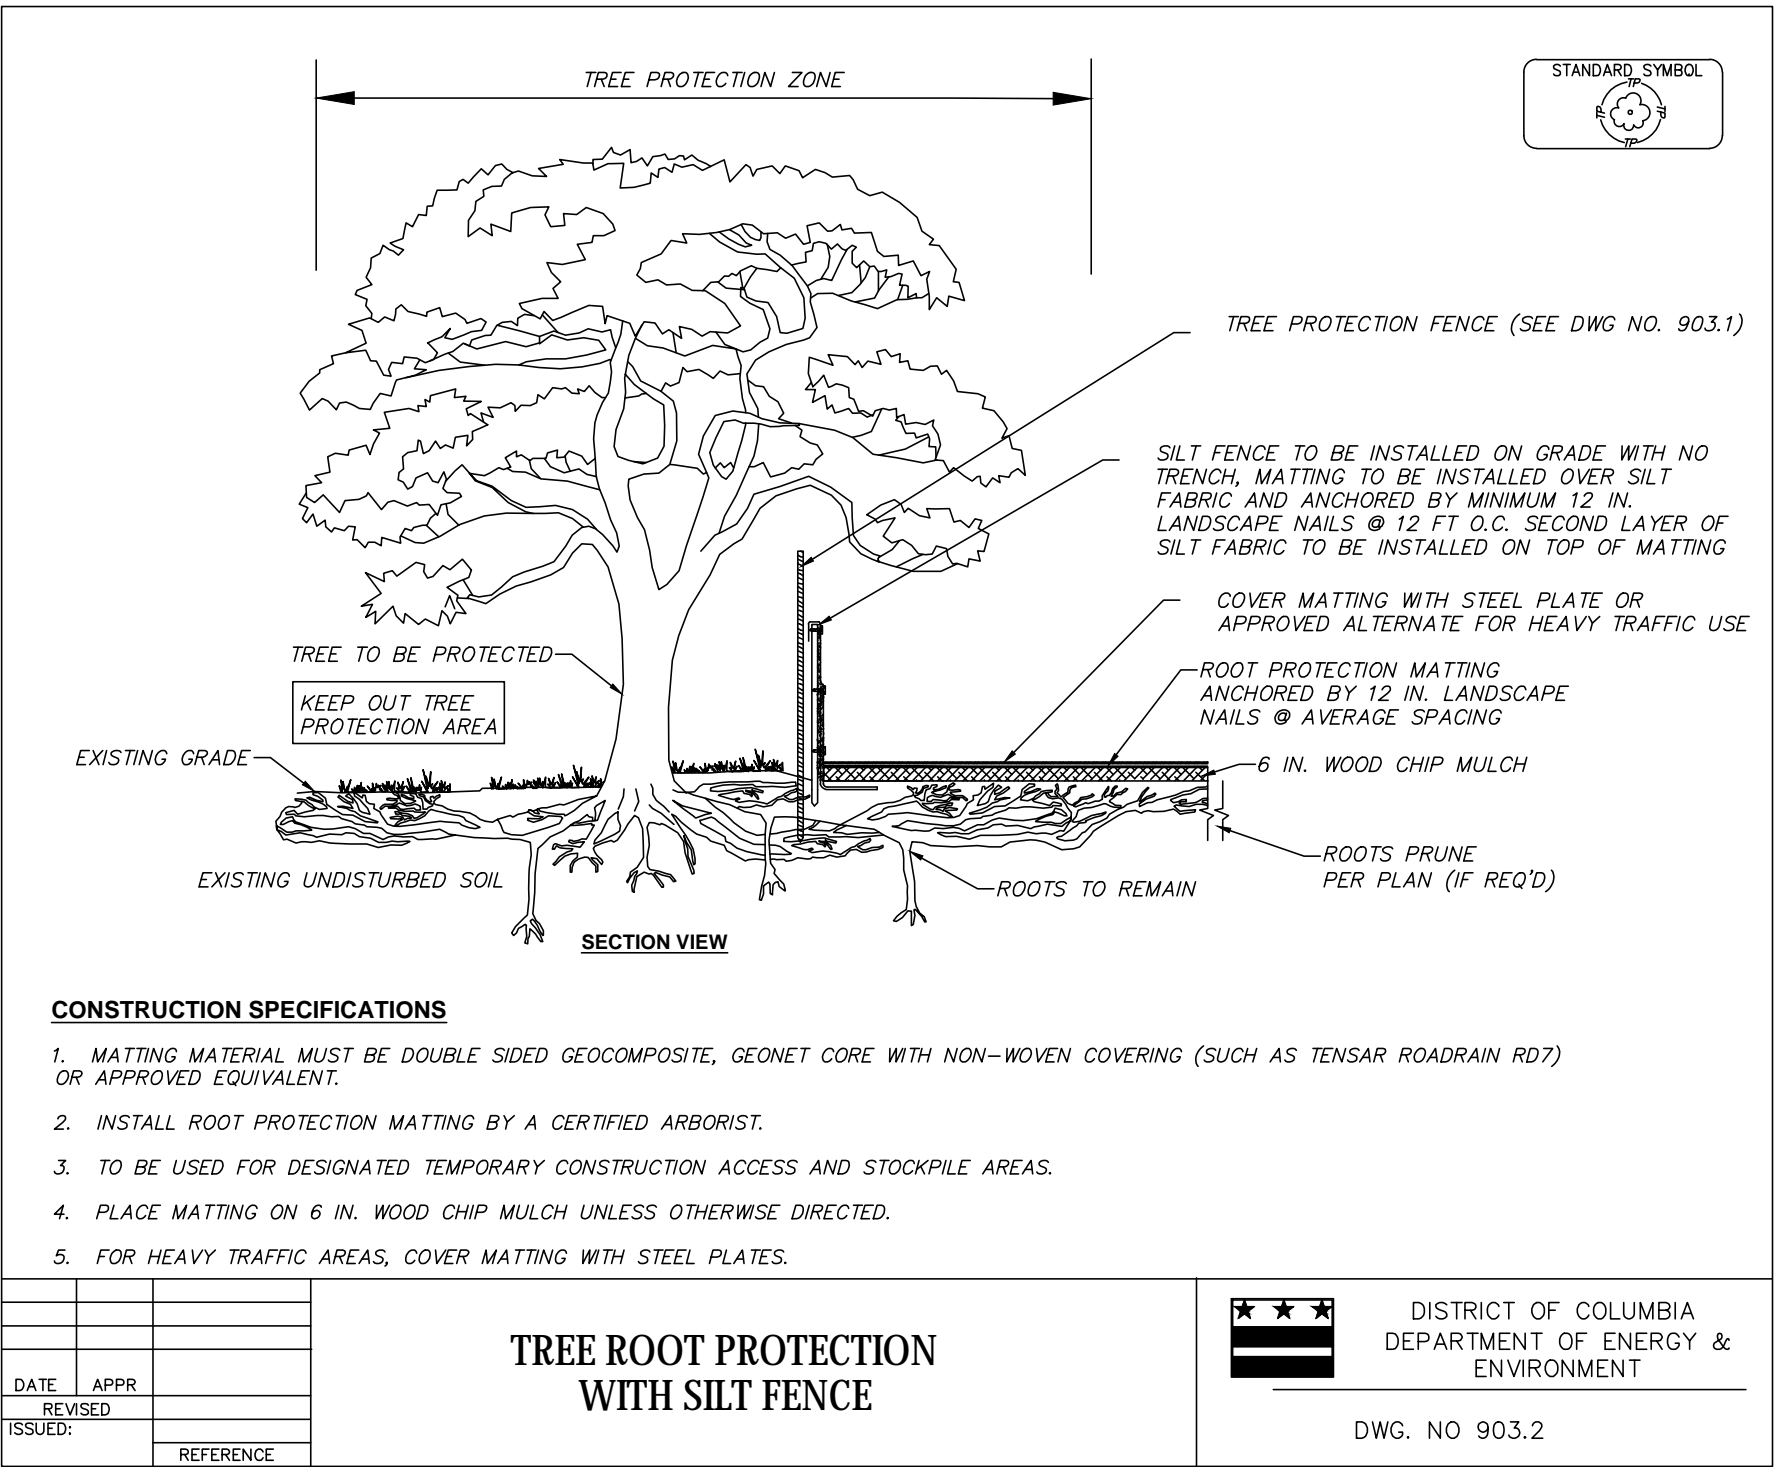 TREE PROTECTION ZONE
STANDARD SYMBOL
TP
TP
TP
TP
TREE PROTECTION FENCE (SEE DWG NO. 903.1)
SILT FENCE TO BE INSTALLED ON GRADE WITH NO
TRENCH, MATTING TO BE INSTALLED OVER SILT
FABRIC AND ANCHORED BY MINIMUM 12 IN.
LANDSCAPE NAILS @ 12 FT O.C. SECOND LAYER OF
SILT FABRIC TO BE INSTALLED ON TOP OF MATTING
COVER MATTING WITH STEEL PLATE OR
APPROVED ALTERNATE FOR HEAVY TRAFFIC USE
TREE TO BE PROTECTED
ROOT PROTECTION MATTING
ANCHORED BY 12 IN. LANDSCAPE
NAILS @ AVERAGE SPACING
KEEP OUT TREE
PROTECTION AREA
EXISTING GRADE
6 IN. WOOD CHIP MULCH
ROOTS PRUNE
PER PLAN (IF REQ'D)
EXISTING UNDISTURBED SOIL
ROOTS TO REMAIN
SECTION VIEW
CONSTRUCTION SPECIFICATIONS
1. MATTING MATERIAL MUST BE DOUBLE SIDED GEOCOMPOSITE, GEONET CORE WITH NON-WOVEN COVERING (SUCH AS TENSAR ROADRAIN RD7)
OR APPROVED EQUIVALENT.
2. INSTALL ROOT PROTECTION MATTING BY A CERTIFIED ARBORIST.
3. TO BE USED FOR DESIGNATED TEMPORARY CONSTRUCTION ACCESS AND STOCKPILE AREAS.
4. PLACE MATTING ON 6 IN. WOOD CHIP MULCH UNLESS OTHERWISE DIRECTED.
5. FOR HEAVY TRAFFIC AREAS, COVER MATTING WITH STEEL PLATES.
DATE APPR
REVISED
ISSUED:
REFERENCE
TREE ROOT PROTECTION
WITH SILT FENCE
DISTRICT OF COLUMBIA
DEPARTMENT OF ENERGY &
ENVIRONMENT
DWG. NO 903.2